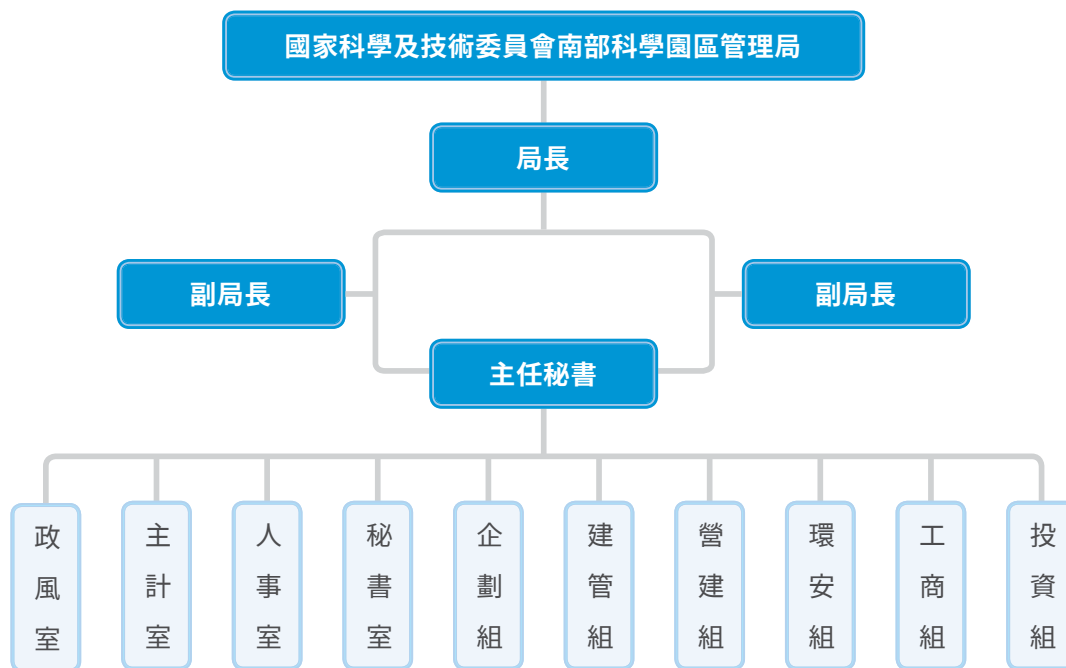 國家科學及技術委員會南部科學園區管理局
局長
副局長
副局長
主任秘書
政風室
主計室
人事室
秘書室
企劃組
建管組
營建組
環安組
工商組
投資組